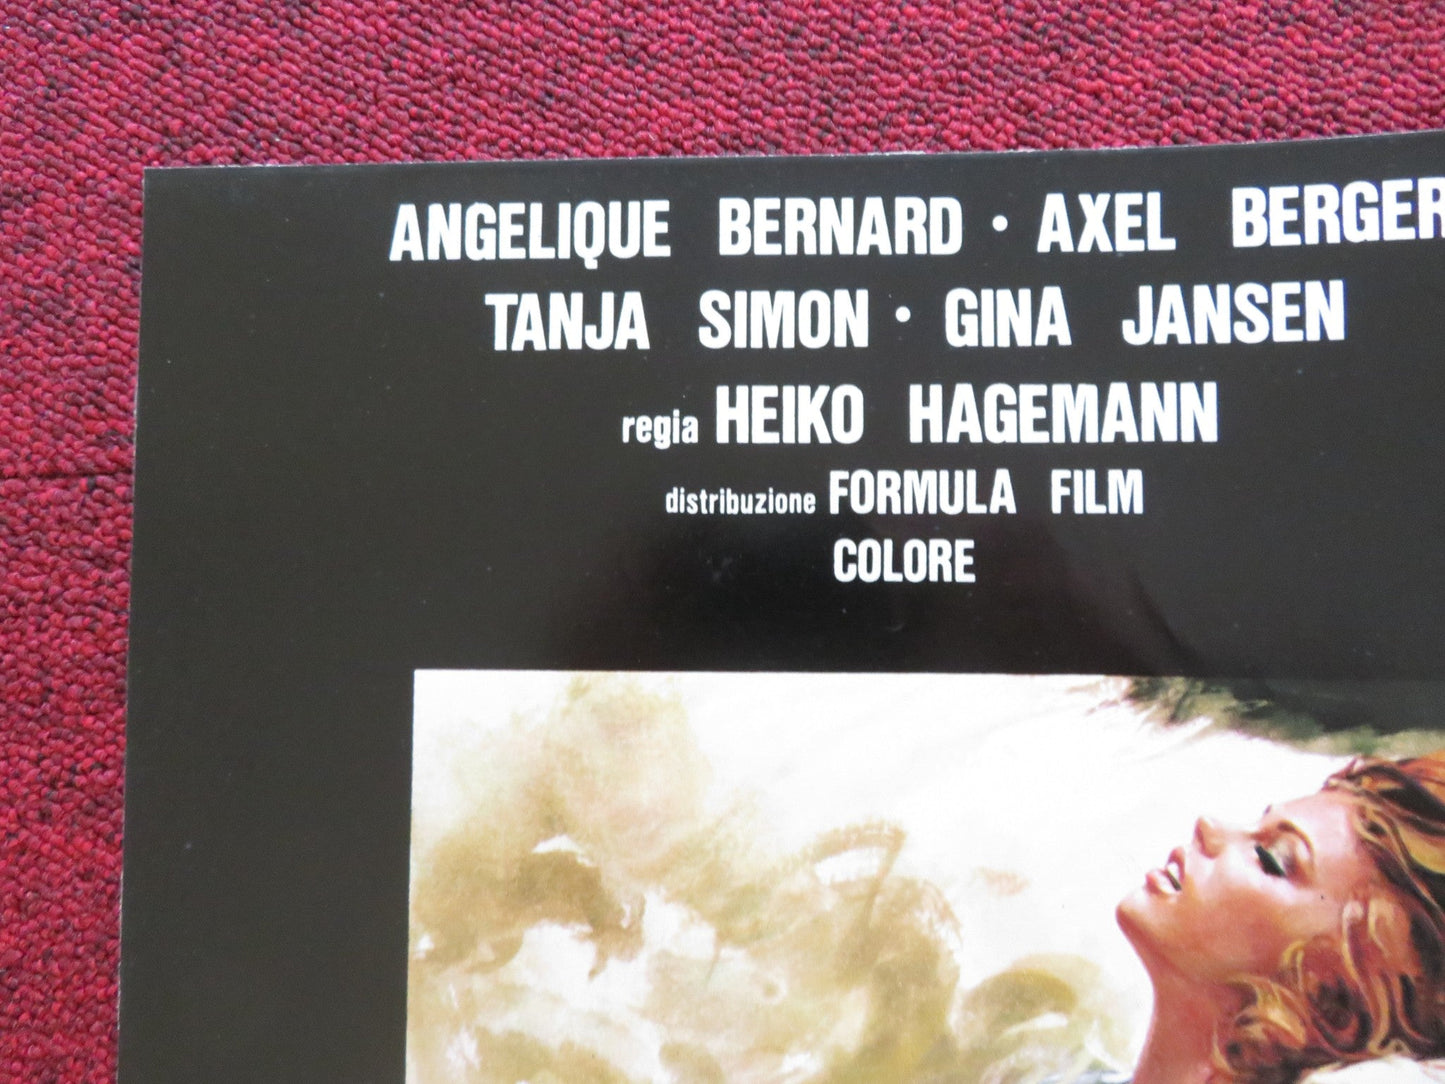 ANGELIQUE BERNARD · AXEL BERGER
TANJA SIMON · GINA JANSEN
regia HEIKO HAGEMANN
distribuzione FORMULA FILM
COLORE